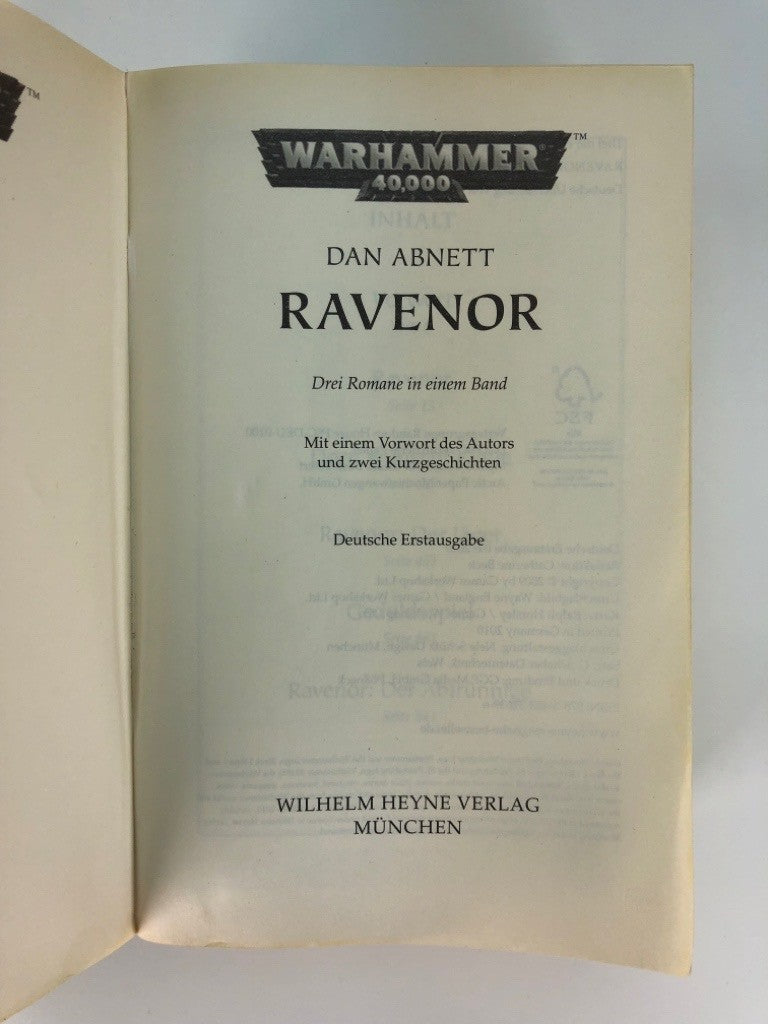 WARHAMMER™
40,000
DAN ABNETT
RAVENOR
Drei Romane in einem Band
Mit einem Vorwort des Autors
und zwei Kurzgeschichten
Deutsche Erstausgabe
WILHELM HEYNE VERLAG
MÜNCHEN